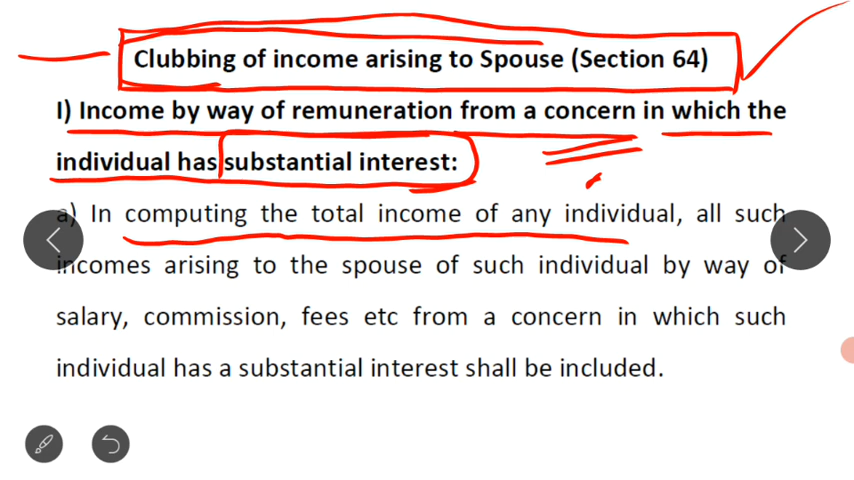 Clubbing of income arising to Spouse (Section 64)
I) Income by way of remuneration from a concern in which the
individual has substantial interest:
a) In computing the total income of any individual, all such
incomes arising to the spouse of such individual by way of
salary, commission, fees etc from a concern in which such
individual has a substantial interest shall be included.